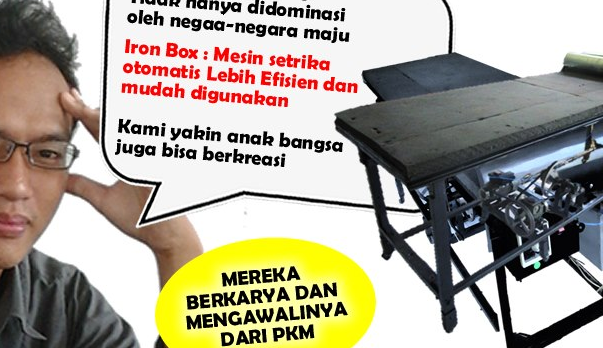 hanya didominasi
oleh negaa-negara maju
Iron Box : Mesin setrika
otomatis Lebih Efisien dan
mudah digunakan
Kami yakin anak bangsa
juga bisa berkreasi
MEREKA
BERKARYA DAN
MENGAWALINYA
DARI PKM